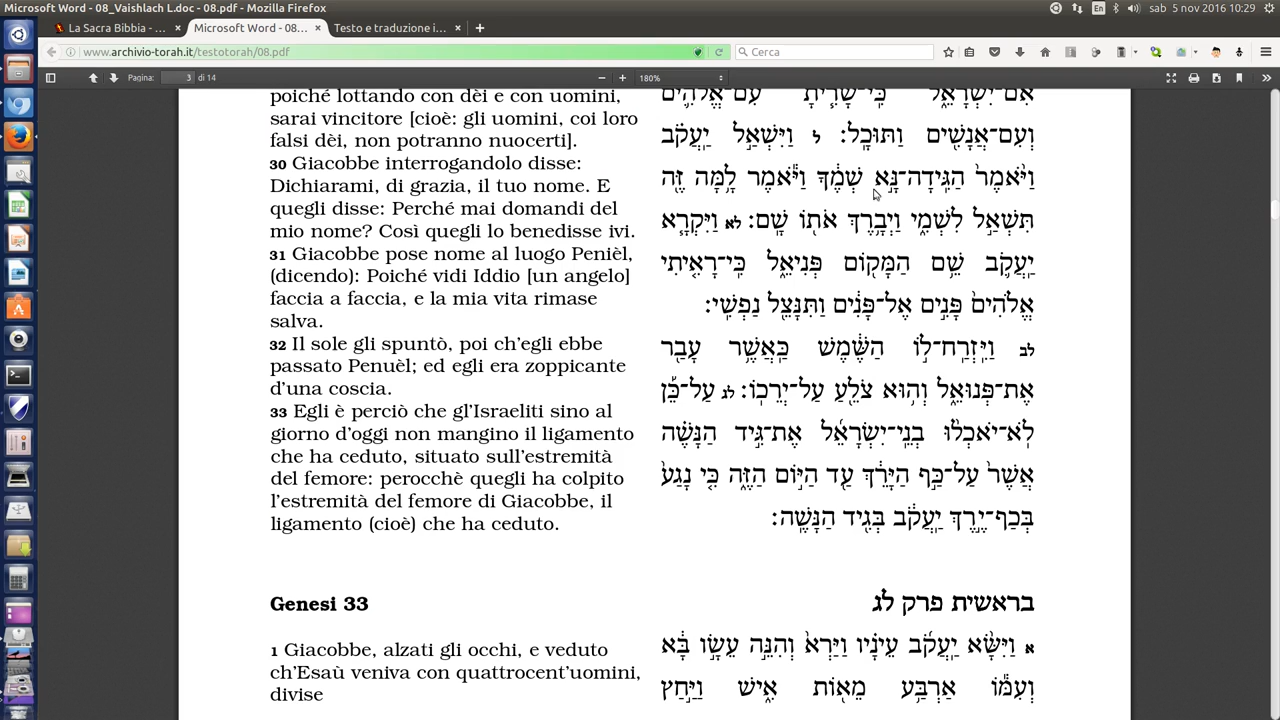 Microsoft Word - 08_Vaishlach L.doc - 08.pdf - Mozilla Firefox
En
sab 5 nov 2016 10:29
La Sacra Bibbia - ...
Microsoft Word - 08...
Testo e traduzione i...
www.archivio-torah.it/testotorah/08.pdf
Cerca
Pagina: 3 di 14
180%
poiché lottando con dèi e con uomini,
sarai vincitore [cioè: gli uomini, coi loro
falsi dèi, non potranno nuocerti].
30 Giacobbe interrogandolo disse:
Dichiarami, di grazia, il tuo nome. E
quegli disse: Perché mai domandi del
mio nome? Così quegli lo benedisse ivi.
31 Giacobbe pose nome al luogo Penièl,
(dicendo): Poiché vidi Iddio [un angelo]
faccia a faccia, e la mia vita rimase
salva.
32 Il sole gli spuntò, poi ch'egli ebbe
passato Penuèl; ed egli era zoppicante
d'una coscia.
33 Egli è perciò che gl'Israeliti sino al
giorno d'oggi non mangino il ligamento
che ha ceduto, situato sull'estremità
del femore: perocchè quegli ha colpito
l'estremità del femore di Giacobbe, il
ligamento (cioè) che ha ceduto.
Genesi 33
1 Giacobbe, alzati gli occhi, e veduto
ch'Esaù veniva con quattrocent'uomini,
divise
אִם־יִשְׂרָאֵ֑ל כִּֽי־שָׂרִ֧יתָ עִם־אֱלֹהִ֛ים
וְעִם־אֲנָשִׁ֖ים וַתּוּכָֽל: ל וַיִּשְׁאַ֣ל יַֽעֲקֹ֗ב
וַיֹּ֙אמֶר֙ הַגִּֽידָה־נָּ֣א שְׁמֶ֔ךָ וַיֹּ֕אמֶר לָ֥מָּה זֶּ֖ה
תִּשְׁאַ֣ל לִשְׁמִ֑י וַיְבָ֥רֶךְ אֹת֖וֹ שָֽׁם: לא וַיִּקְרָ֧א
יַֽעֲקֹ֛ב שֵׁ֥ם הַמָּק֖וֹם פְּנִיאֵ֑ל כִּֽי־רָאִ֤יתִי
אֱלֹהִים֙ פָּנִ֣ים אֶל־פָּנִ֔ים וַתִּנָּצֵ֖ל נַפְשִֽׁי:
לב וַיִּֽזְרַֽח־ל֣וֹ הַשֶּׁ֔מֶשׁ כַּֽאֲשֶׁ֥ר עָבַ֖ר
אֶת־פְּנוּאֵ֑ל וְה֥וּא צֹלֵ֖עַ עַל־יְרֵכֽוֹ: לג עַל־כֵּ֡ן
לֹֽא־יֹאכְל֨וּ בְנֵֽי־יִשְׂרָאֵ֜ל אֶת־גִּ֣יד הַנָּשֶׁ֗ה
אֲשֶׁר֙ עַל־כַּ֣ף הַיָּרֵ֔ךְ עַ֖ד הַיּ֣וֹם הַזֶּ֑ה כִּ֤י נָגַע֙
בְּכַף־יֶ֣רֶךְ יַֽעֲקֹ֔ב בְּגִ֖יד הַנָּשֶֽׁה:
בראשית פרק לג
א וַיִּשָּׂ֨א יַֽעֲקֹ֜ב עֵינָ֗יו וַיַּרְא֙ וְהִנֵּ֣ה עֵשָׂ֣ו בָּ֔א
וְעִמּ֕וֹ אַרְבַּ֥ע מֵא֖וֹת אִ֑ישׁ וַיַּ֣חַץ